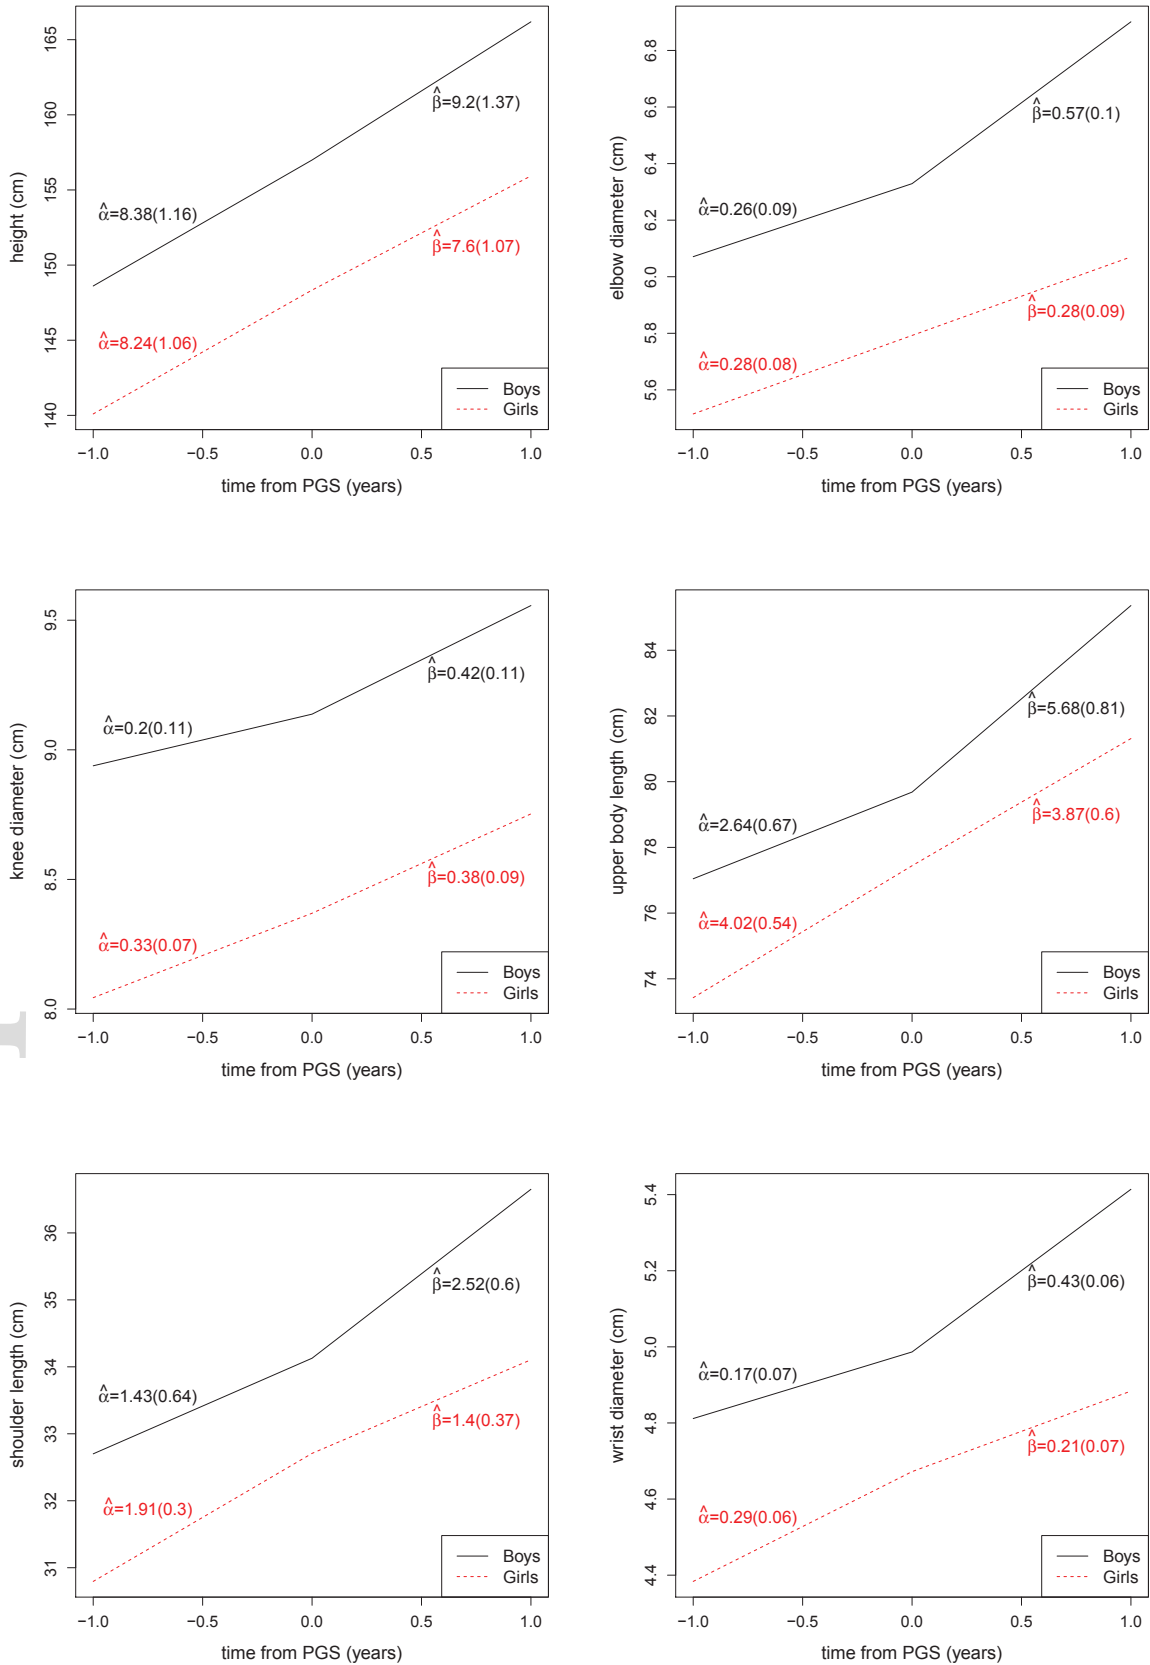 165
160
155
150
145
140
height (cm)
α̂=8.38(1.16)
β̂=9.2(1.37)
α̂=8.24(1.06)
β̂=7.6(1.07)
Boys
Girls
−1.0 −0.5 0.0 0.5 1.0
time from PGS (years)
6.8
6.6
6.4
6.2
6.0
5.8
5.6
elbow diameter (cm)
α̂=0.26(0.09)
β̂=0.57(0.1)
α̂=0.28(0.08)
β̂=0.28(0.09)
Boys
Girls
−1.0 −0.5 0.0 0.5 1.0
time from PGS (years)
9.5
9.0
8.5
8.0
knee diameter (cm)
α̂=0.2(0.11)
β̂=0.42(0.11)
α̂=0.33(0.07)
β̂=0.38(0.09)
Boys
Girls
−1.0 −0.5 0.0 0.5 1.0
time from PGS (years)
84
82
80
78
76
74
upper body length (cm)
α̂=2.64(0.67)
β̂=5.68(0.81)
α̂=4.02(0.54)
β̂=3.87(0.6)
Boys
Girls
−1.0 −0.5 0.0 0.5 1.0
time from PGS (years)
36
35
34
33
32
31
shoulder length (cm)
α̂=1.43(0.64)
β̂=2.52(0.6)
α̂=1.91(0.3)
β̂=1.4(0.37)
Boys
Girls
−1.0 −0.5 0.0 0.5 1.0
time from PGS (years)
5.4
5.2
5.0
4.8
4.6
4.4
wrist diameter (cm)
α̂=0.17(0.07)
β̂=0.43(0.06)
α̂=0.29(0.06)
β̂=0.21(0.07)
Boys
Girls
−1.0 −0.5 0.0 0.5 1.0
time from PGS (years)